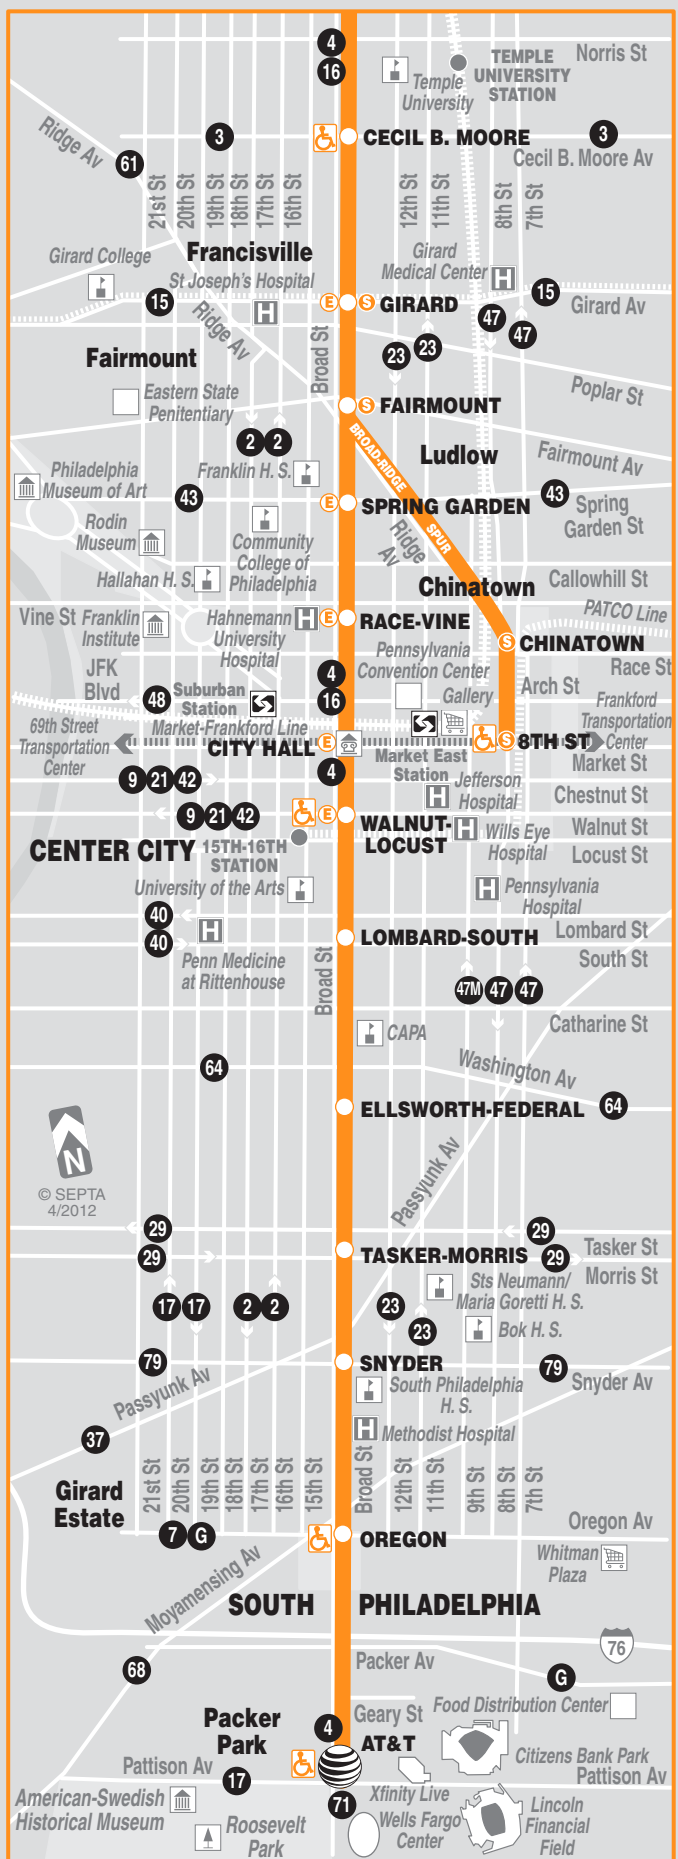 4
Norris St
16
TEMPLE
UNIVERSITY
STATION
Temple
University
Ridge Av
3
CECIL B. MOORE
3
Cecil B. Moore Av
61
21st St
20th St
19th St
18th St
17th St
16th St
12th St
11th St
8th St
7th St
Francisville
Girard College
St Joseph's Hospital
Girard
Medical Center
H
15
E
S
GIRARD
15
Girard Av
H
47
47
Ridge Av
Broad St
23
23
Fairmount
Poplar St
Eastern State
Penitentiary
S
FAIRMOUNT
2
2
BROAD-RIDGE
SPUR
Ludlow
Fairmount Av
Philadelphia
Museum of Art
Franklin H. S.
43
E
SPRING GARDEN
43
Spring
Garden St
Rodin
Museum
Community
College of
Philadelphia
Ridge
Av
Hallahan H. S.
Chinatown
Callowhill St
Vine St
Franklin
Institute
Hahnemann
University
Hospital
H
E
RACE-VINE
PATCO Line
S
CHINATOWN
Pennsylvania
Convention Center
JFK
Blvd
4
Race St
48
Suburban
Station
16
Gallery
Arch St
Frankford
Transportation
Center
69th Street
Transportation
Center
Market-Frankford Line
CITY HALL
E
Market East
Station
S
8TH ST
Market St
9
21
42
4
H
Jefferson
Hospital
Chestnut St
9
21
42
E
WALNUT-
LOCUST
H
Wills Eye
Hospital
Walnut St
Locust St
CENTER CITY
15TH-16TH
STATION
University of the Arts
H
Pennsylvania
Hospital
40
40
H
Penn Medicine
at Rittenhouse
LOMBARD-SOUTH
Lombard St
South St
Broad St
47M
47
47
CAPA
Catharine St
64
Washington Av
ELLSWORTH-FEDERAL
64
N
© SEPTA
4/2012
Passyunk Av
29
29
29
TASKER-MORRIS
29
Tasker St
Morris St
Sts Neumann/
Maria Goretti H. S.
17
17
2
2
23
23
Bok H. S.
79
SNYDER
79
Snyder Av
Passyunk Av
South Philadelphia
H. S.
37
H
Methodist Hospital
Girard
Estate
21st St
20th St
19th St
18th St
17th St
16th St
15th St
Broad St
12th St
11th St
9th St
8th St
7th St
7
G
OREGON
Oregon Av
Whitman
Plaza
Moyamensing Av
SOUTH PHILADELPHIA
76
68
Packer Av
G
Packer
Park
4
Geary St
Food Distribution Center
AT&T
Citizens Bank Park
Pattison Av
17
Pattison Av
71
Xfinity Live
American-Swedish
Historical Museum
Roosevelt
Park
Wells Fargo
Center
Lincoln
Financial
Field